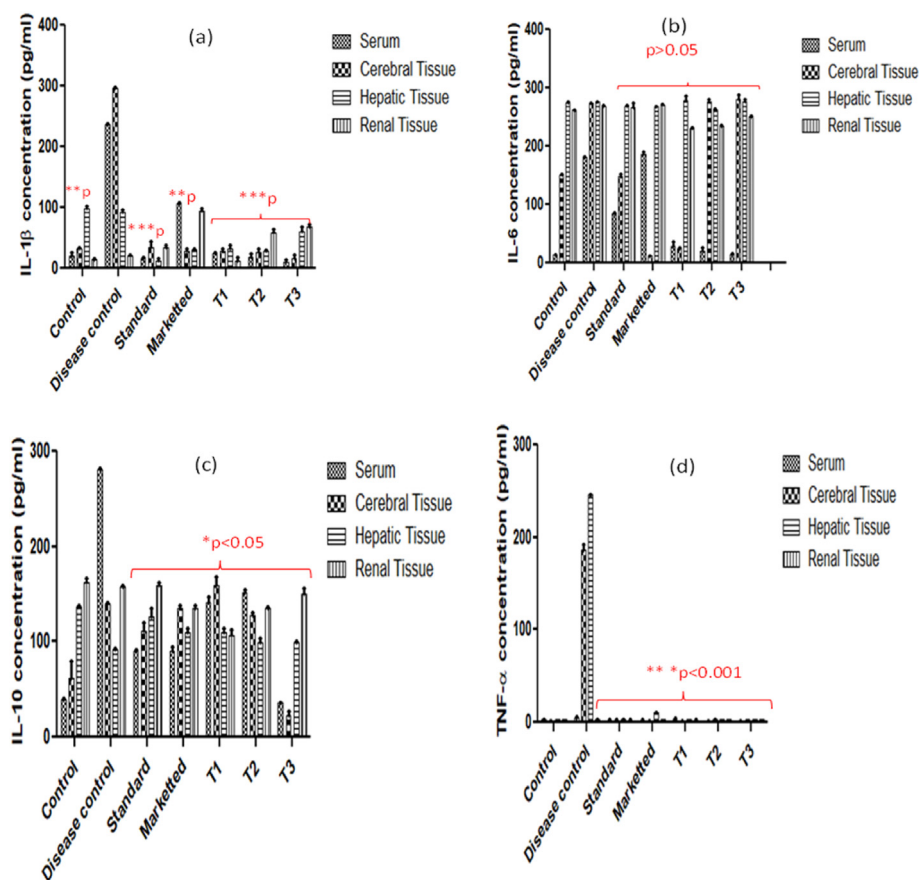 (a)
IL-1β concentration (pg/ml)
400
300
200
100
0
Serum
Cerebral Tissue
Hepatic Tissue
Renal Tissue
**p
***p
**p
***p
Control
Disease control
Standard
Marketted
T1
T2
T3
(b)
IL-6 concentration (pg/ml)
400
300
200
100
0
p>0.05
Serum
Cerebral Tissue
Hepatic Tissue
Renal Tissue
Control
Disease control
Standard
Marketted
T1
T2
T3
(c)
IL-10 concentration (pg/ml)
300
200
100
0
*p<0.05
Serum
Cerebral Tissue
Hepatic Tissue
Renal Tissue
Control
Disease control
Standard
Marketted
T1
T2
T3
(d)
TNF-α concentration (pg/ml)
300
200
100
0
** *p<0.001
Serum
Cerebral Tissue
Hepatic Tissue
Renal Tissue
Control
Disease control
Standard
Marketted
T1
T2
T3